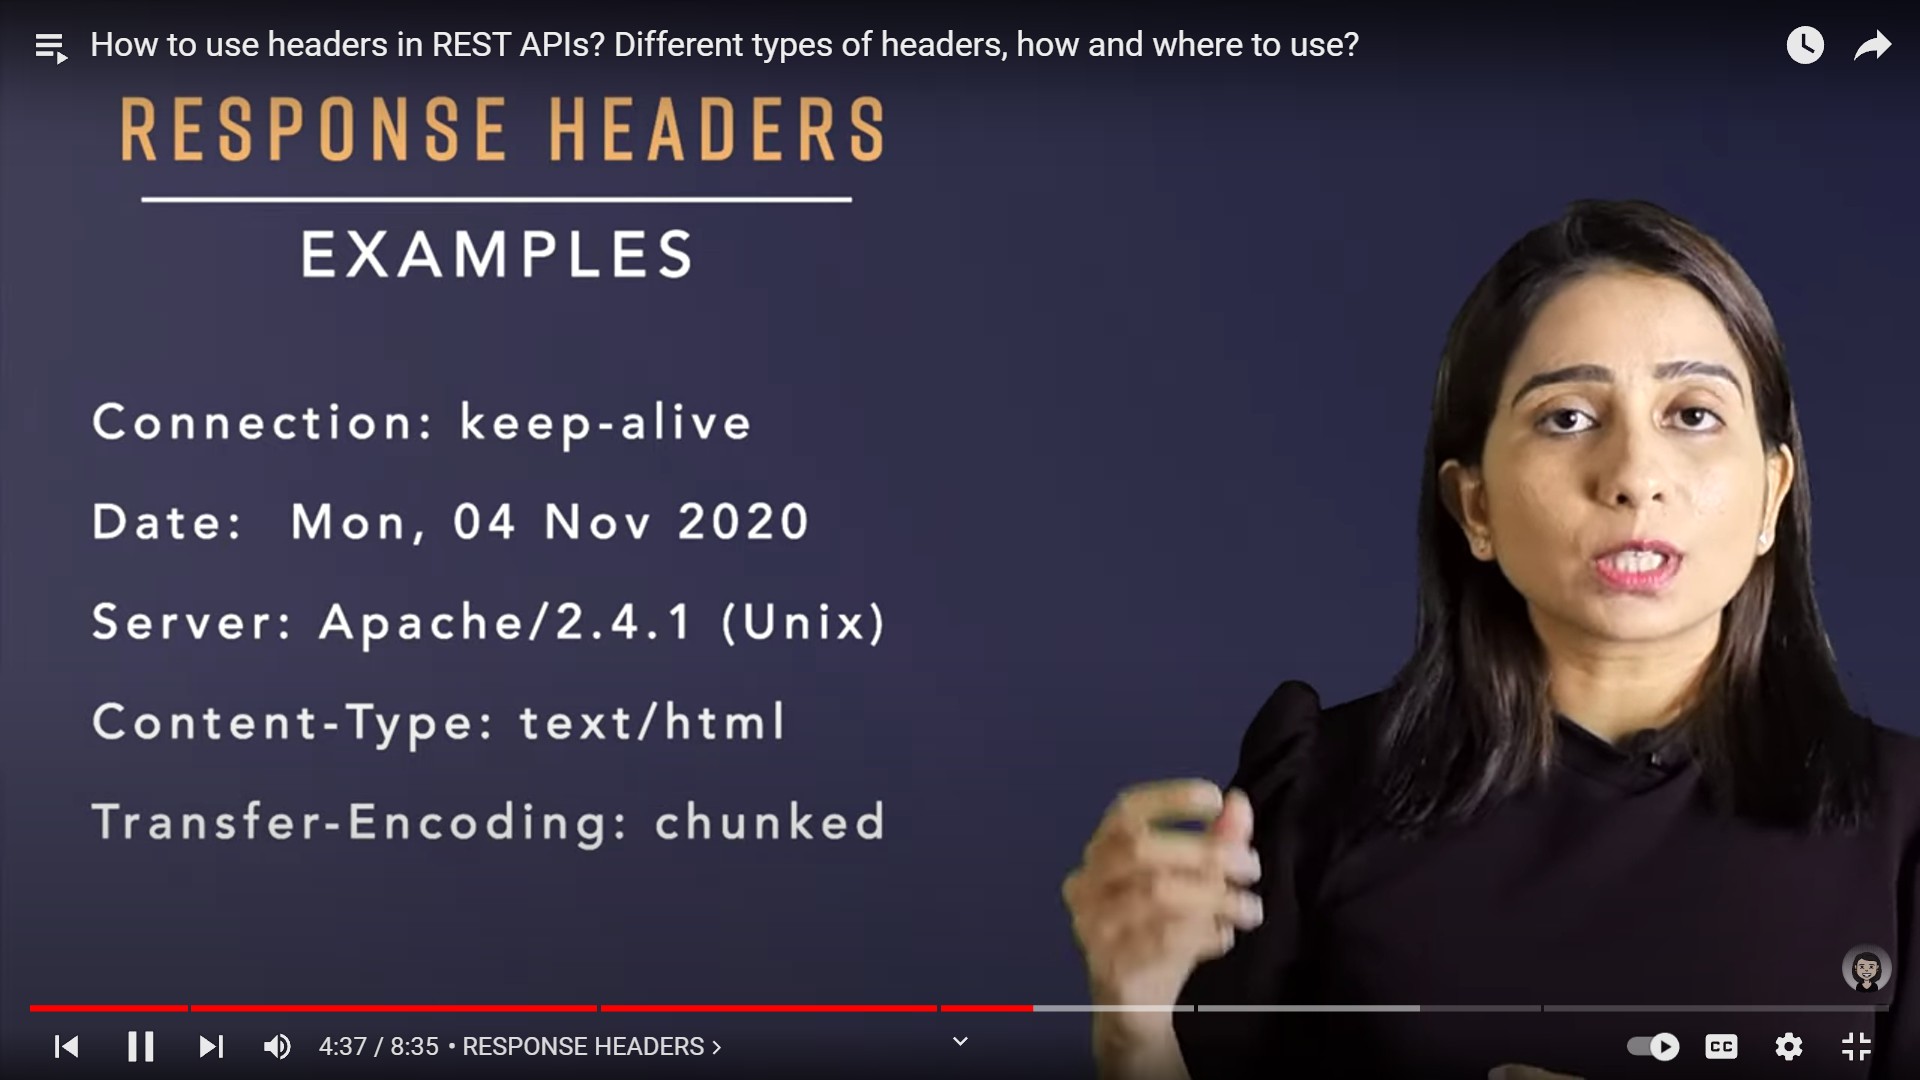 How to use headers in REST APIs? Different types of headers, how and where to use?
RESPONSE HEADERS
EXAMPLES
Connection: keep-alive
Date: Mon, 04 Nov 2020
Server: Apache/2.4.1 (Unix)
Content-Type: text/html
Transfer-Encoding: chunked
4:37 / 8:35 • RESPONSE HEADERS >
CC